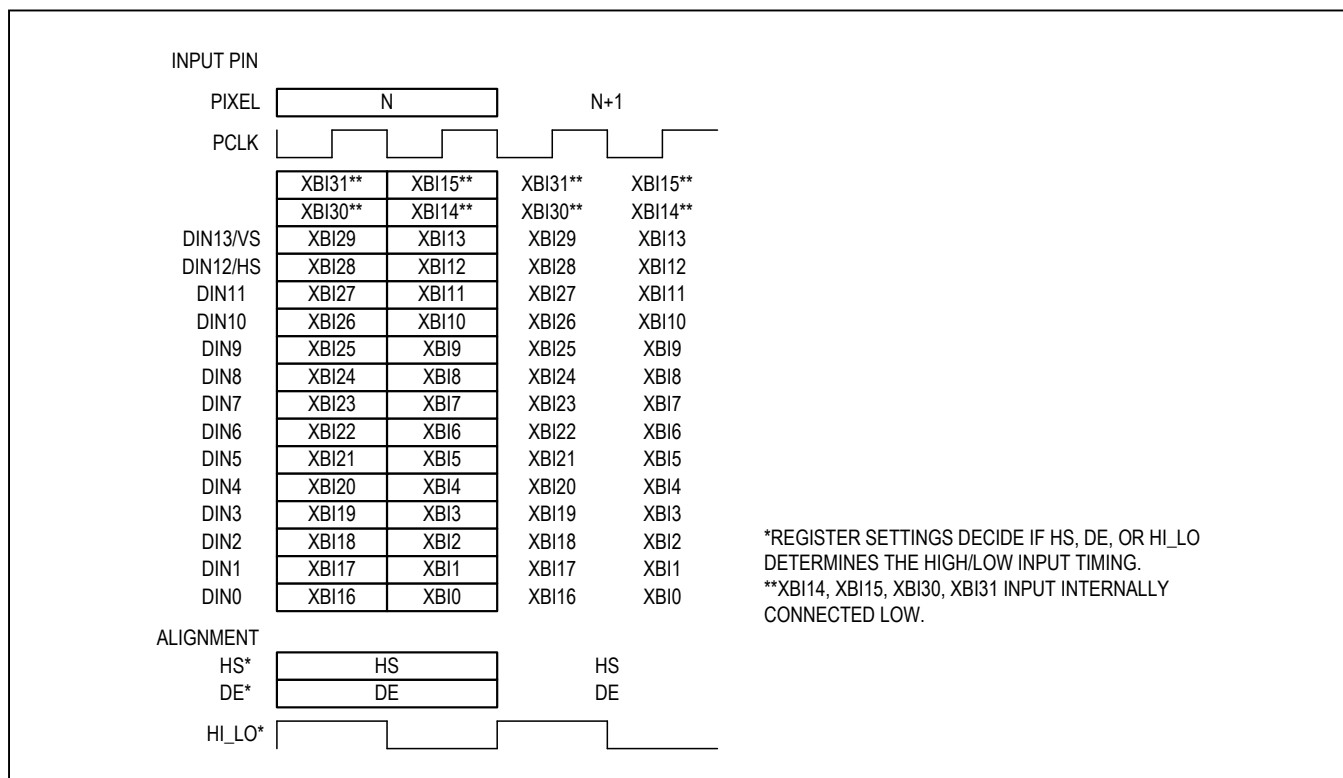 INPUT PIN
PIXEL N N+1
PCLK
XBI31** XBI15** XBI31** XBI15**
XBI30** XBI14** XBI30** XBI14**
DIN13/VS XBI29 XBI13 XBI29 XBI13
DIN12/HS XBI28 XBI12 XBI28 XBI12
DIN11 XBI27 XBI11 XBI27 XBI11
DIN10 XBI26 XBI10 XBI26 XBI10
DIN9 XBI25 XBI9 XBI25 XBI9
DIN8 XBI24 XBI8 XBI24 XBI8
DIN7 XBI23 XBI7 XBI23 XBI7
DIN6 XBI22 XBI6 XBI22 XBI6
DIN5 XBI21 XBI5 XBI21 XBI5
DIN4 XBI20 XBI4 XBI20 XBI4
DIN3 XBI19 XBI3 XBI19 XBI3
DIN2 XBI18 XBI2 XBI18 XBI2
DIN1 XBI17 XBI1 XBI17 XBI1
DIN0 XBI16 XBI0 XBI16 XBI0
ALIGNMENT
HS* HS HS
DE* DE DE
HI_LO*
*REGISTER SETTINGS DECIDE IF HS, DE, OR HI_LO
DETERMINES THE HIGH/LOW INPUT TIMING.
**XBI14, XBI15, XBI30, XBI31 INPUT INTERNALLY
CONNECTED LOW.